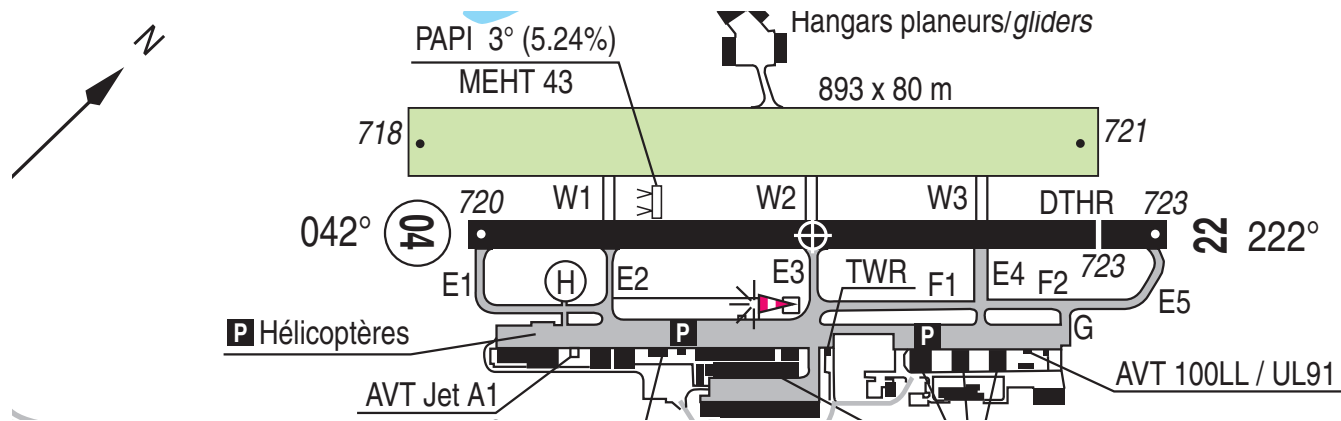 N
Hangars planeurs/gliders
PAPI 3° (5.24%)
MEHT 43
893 x 80 m
718
721
W1
W2
W3
DTHR
723
720
042°
04
22
222°
723
E1
H
E2
E3
TWR
F1
E4
F2
E5
G
P Hélicoptères
P
P
AVT Jet A1
AVT 100LL / UL91